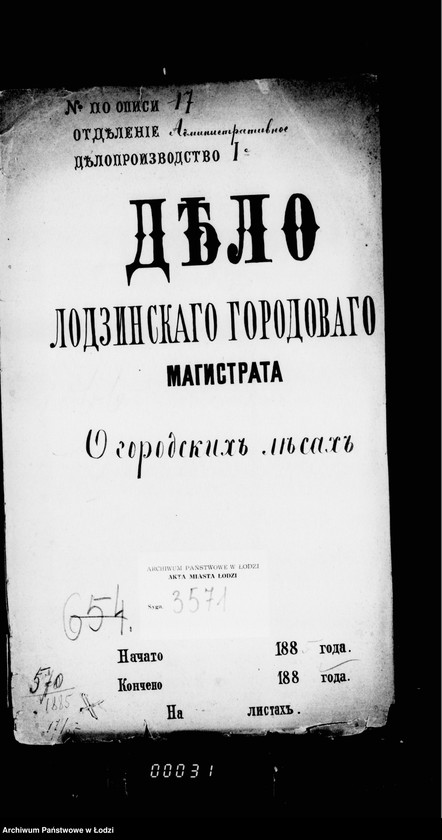 № ПО ОПИСИ 17
ОТДѢЛЕНІЕ Административное
ДѢЛОПРОИЗВОДСТВО Iе
ДѢЛО
ЛОДЗИНСКАГО ГОРОДОВАГО
МАГИСТРАТА
О городскихъ лѣсахъ
ARCHIWUM PAŃSTWOWE W ŁODZI
AKTA MIASTA ŁODZI
Sygn. 3571
654.
Начато 188 года.
570
Кончено 188 года.
1885
На листахъ.
00031
Archiwum Państwowe w Łodzi